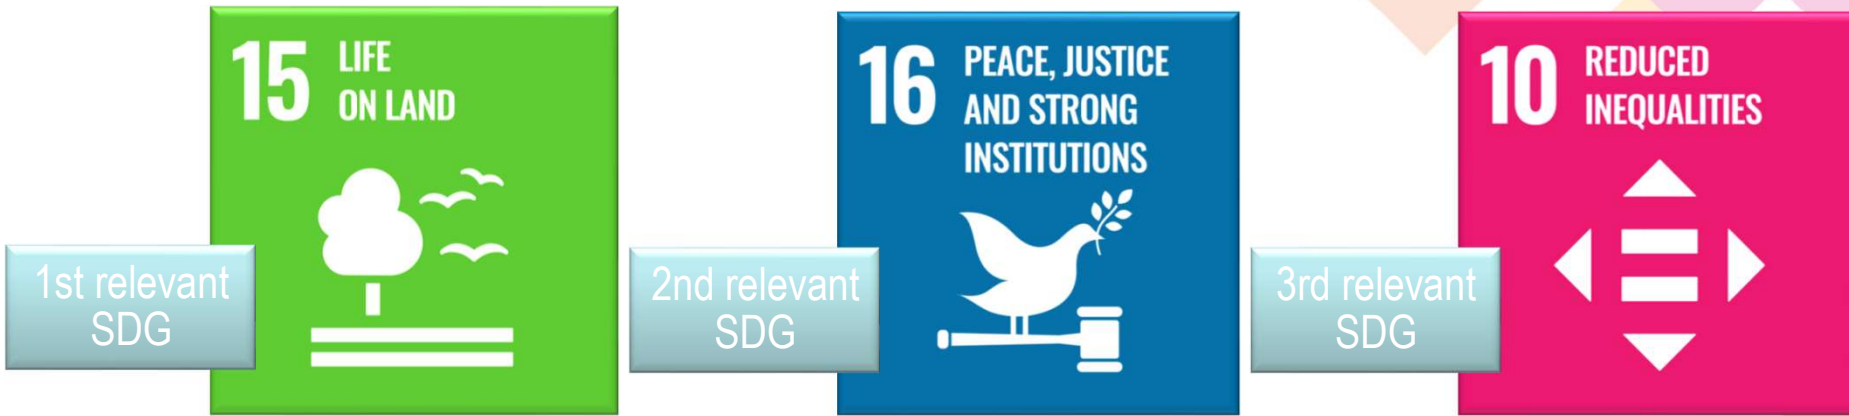 1st relevant
SDG
15
LIFE
ON LAND
2nd relevant
SDG
16
PEACE, JUSTICE
AND STRONG
INSTITUTIONS
3rd relevant
SDG
10
REDUCED
INEQUALITIES